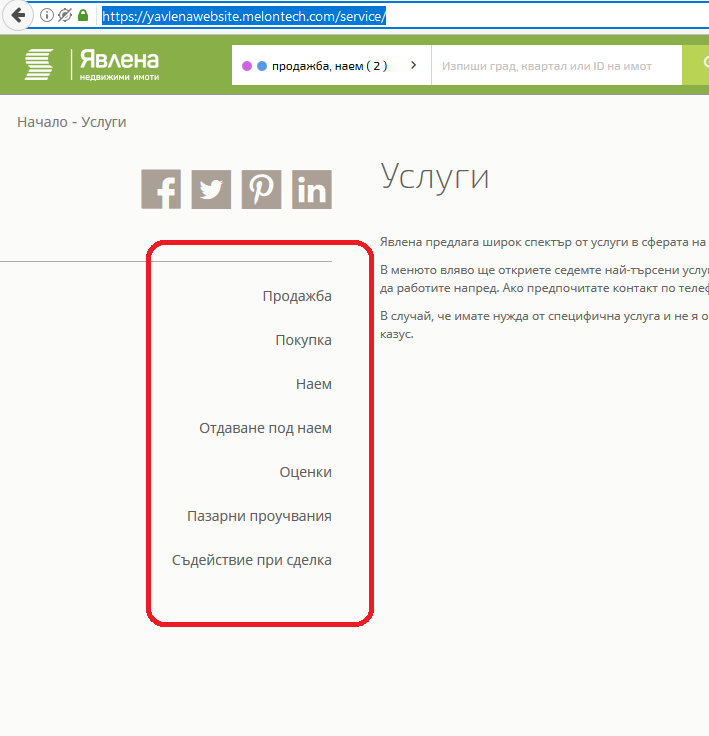 https://yavlenawebsite.melontech.com/service/
Явлена
недвижими имоти
продажба, наем ( 2 )
Изпиши град, квартал или ID на имот
Начало - Услуги
Услуги
Явлена предлага широк спектър от услуги в сферата на
В менюто вляво ще откриете седемте най-търсени
да работите напред. Ако предпочитате контакт по
В случай, че имате нужда от специфична услуга и не я
казус.
Продажба
Покупка
Наем
Отдаване под наем
Оценки
Пазарни проучвания
Съдействие при сделка